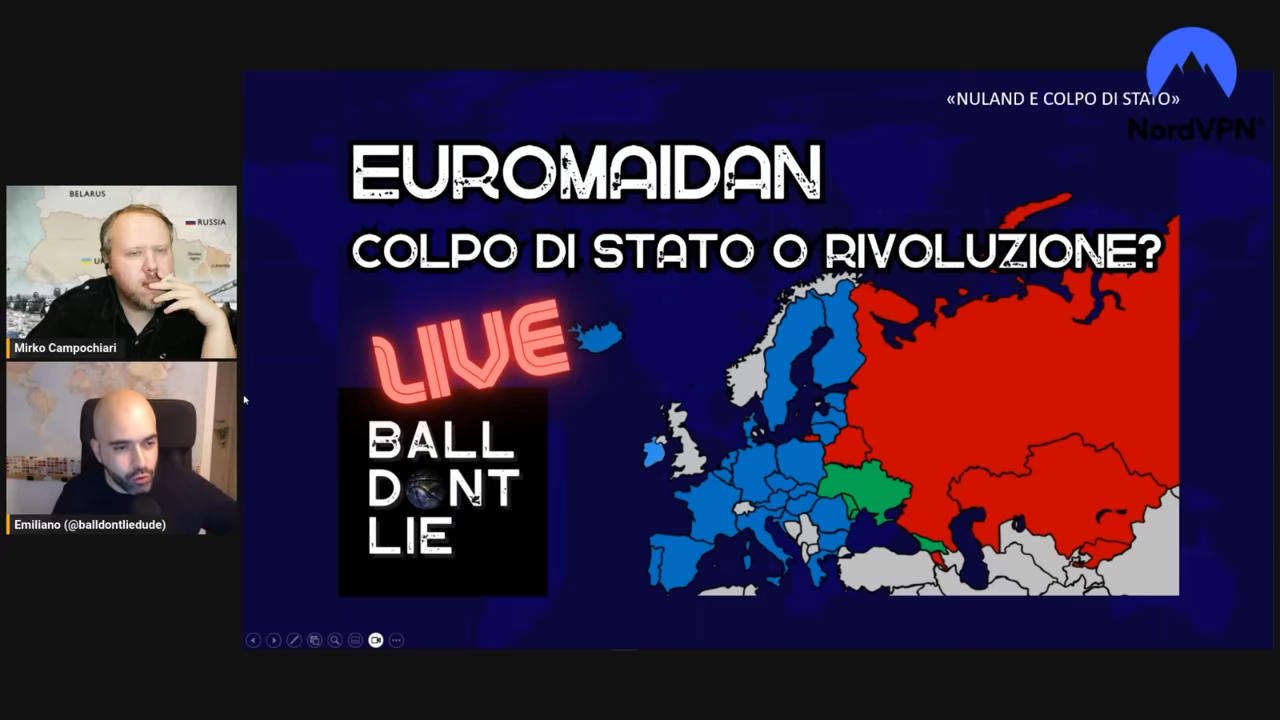 «NULAND E COLPO DI STATO»
NordVPN®
EUROMAIDAN
COLPO DI STATO O RIVOLUZIONE?
LIVE
BALL
DONT
LIE
BELARUS
RUSSIA
Mirko Campochiari
Emiliano (@balldontliedude)